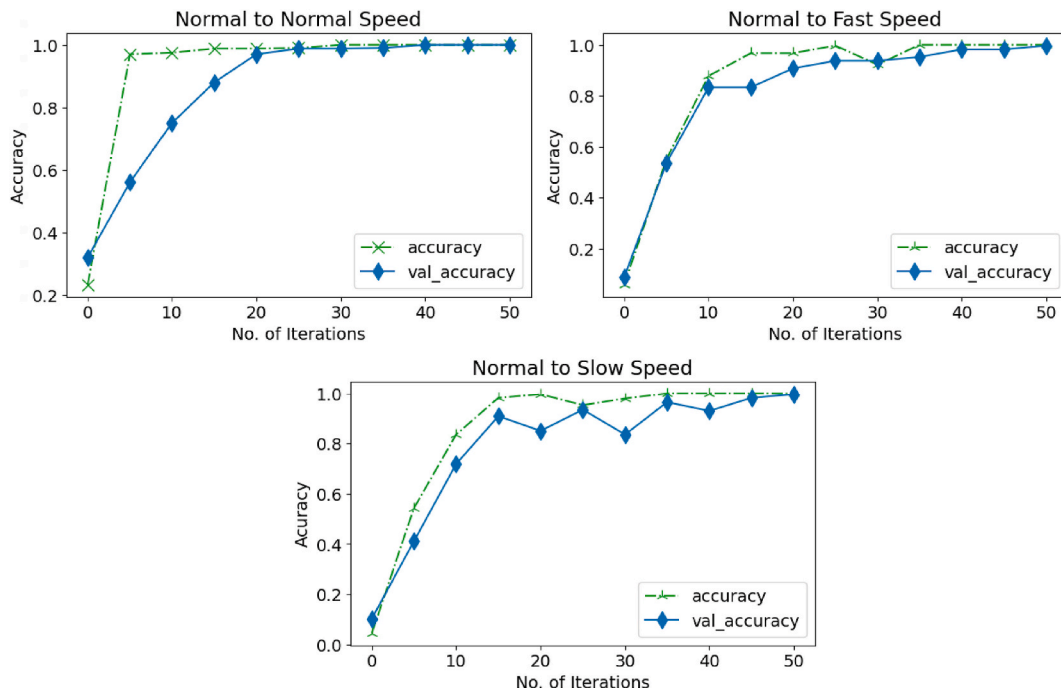 Normal to Normal Speed
Accuracy
1.0
0.8
0.6
0.4
0.2
0 10 20 30 40 50
No. of Iterations
accuracy
val_accuracy
Normal to Fast Speed
Accuracy
1.0
0.8
0.6
0.4
0.2
0 10 20 30 40 50
No. of Iterations
accuracy
val_accuracy
Normal to Slow Speed
Acuracy
1.0
0.8
0.6
0.4
0.2
0.0
0 10 20 30 40 50
No. of Iterations
accuracy
val_accuracy